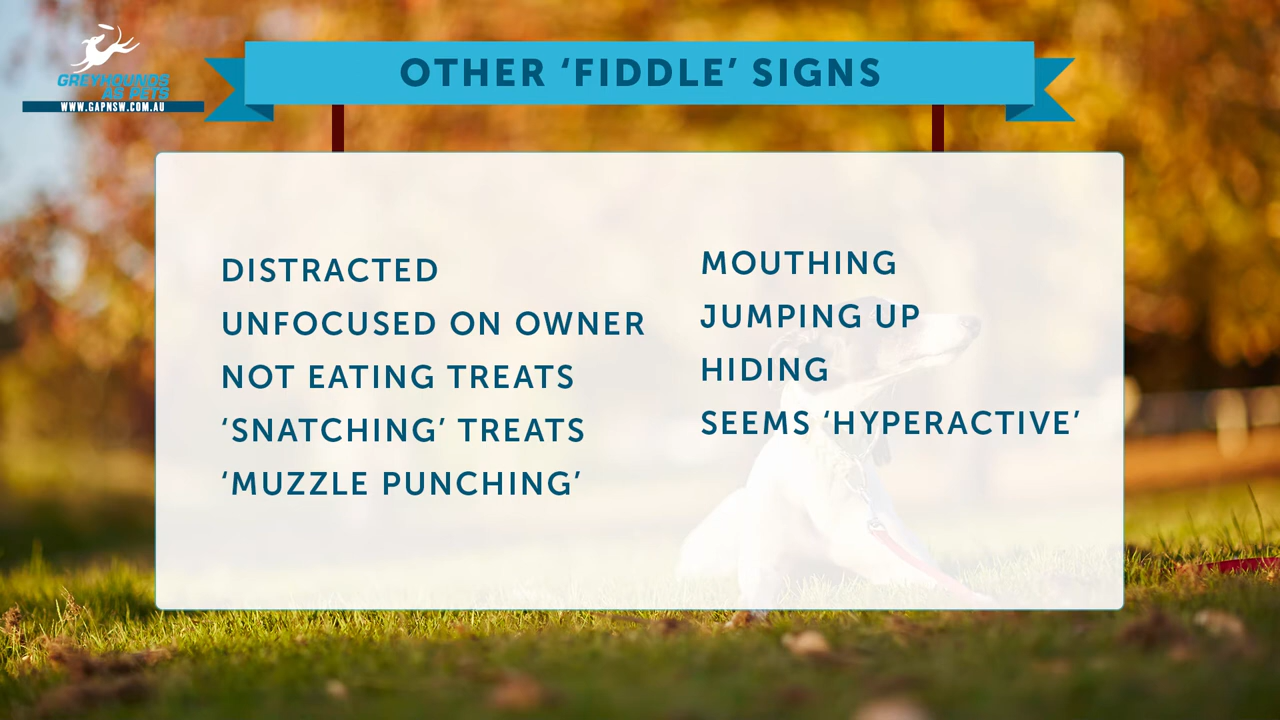 GREYHOUNDS
AS PETS
WWW.GAPNSW.COM.AU
OTHER ‘FIDDLE’ SIGNS
DISTRACTED
UNFOCUSED ON OWNER
NOT EATING TREATS
‘SNATCHING’ TREATS
‘MUZZLE PUNCHING’
MOUTHING
JUMPING UP
HIDING
SEEMS ‘HYPERACTIVE’